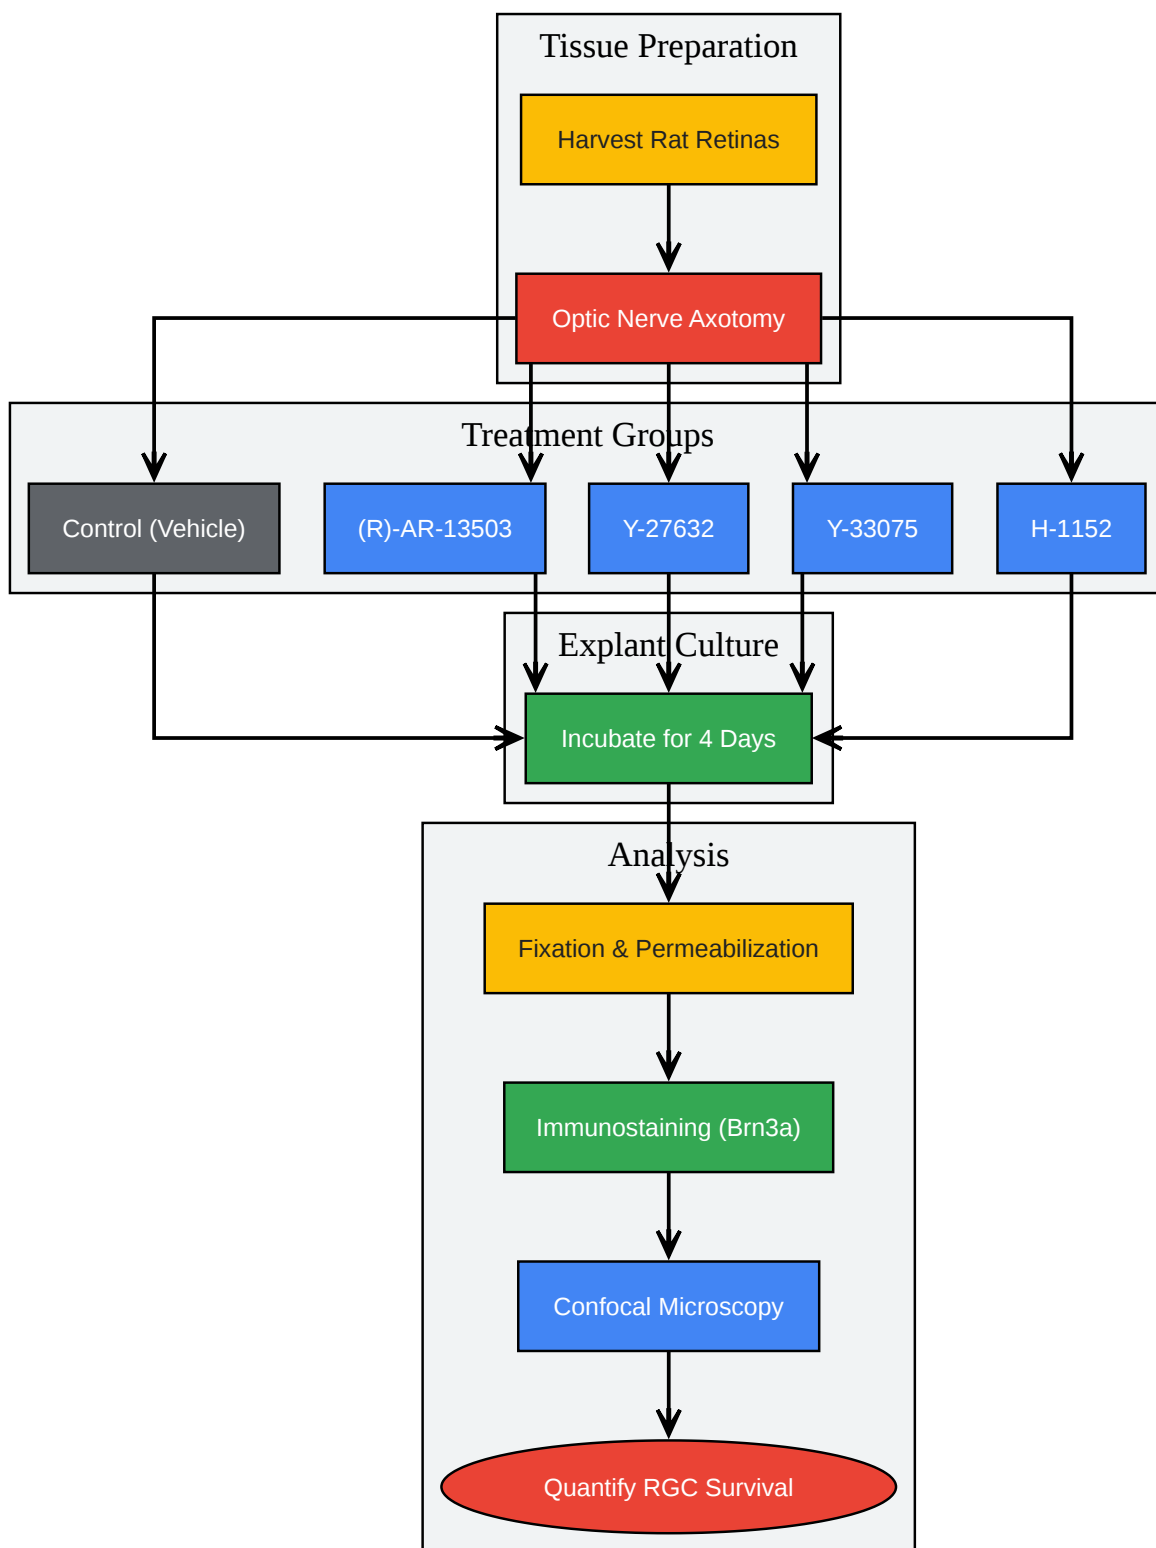 Tissue Preparation
Harvest Rat Retinas
Optic Nerve Axotomy
Treatment Groups
Control (Vehicle)
(R)-AR-13503
Y-27632
Y-33075
H-1152
Explant Culture
Incubate for 4 Days
Analysis
Fixation & Permeabilization
Immunostaining (Brn3a)
Confocal Microscopy
Quantify RGC Survival